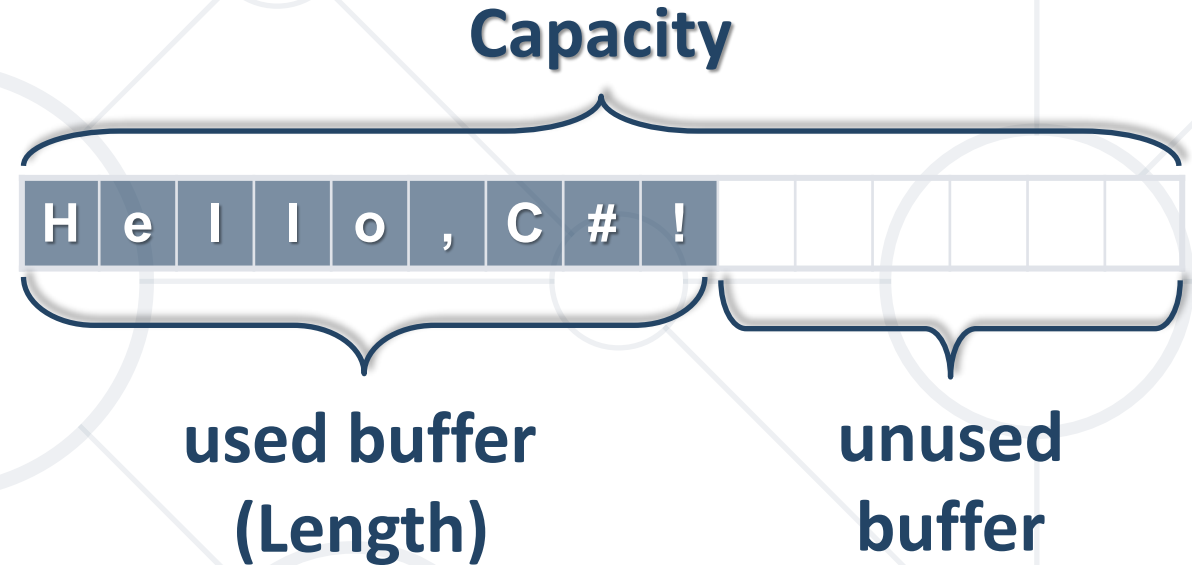 Capacity
H e l l o , C # !
used buffer
(Length)
unused
buffer